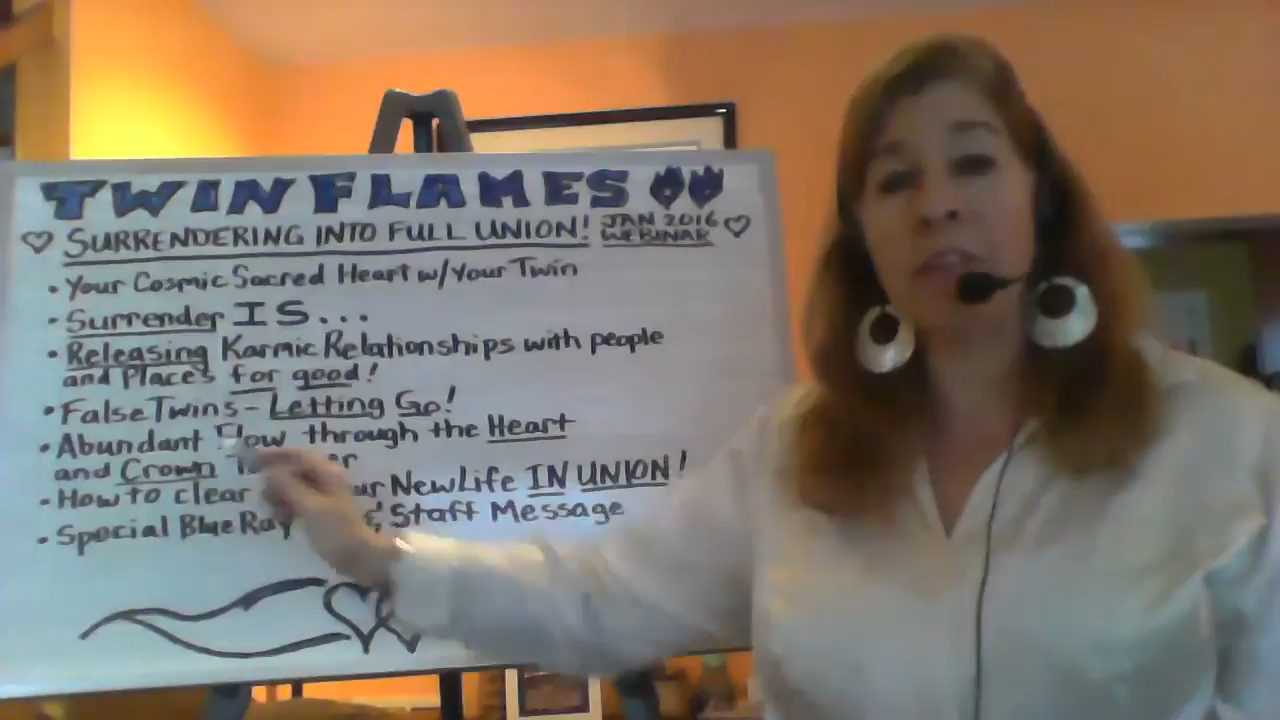 TWIN FLAMES
SURRENDERING INTO FULL UNION! JAN 2016 WEBINAR
• Your Cosmic Sacred Heart w/Your Twin
• Surrender IS...
• Releasing Karmic Relationships with people
and Places for good!
• False Twins - Letting Go!
• Abundant Flow through the Heart
and Crown
• How to clear New Life IN UNION!
• Special Blue Ray & Staff Message